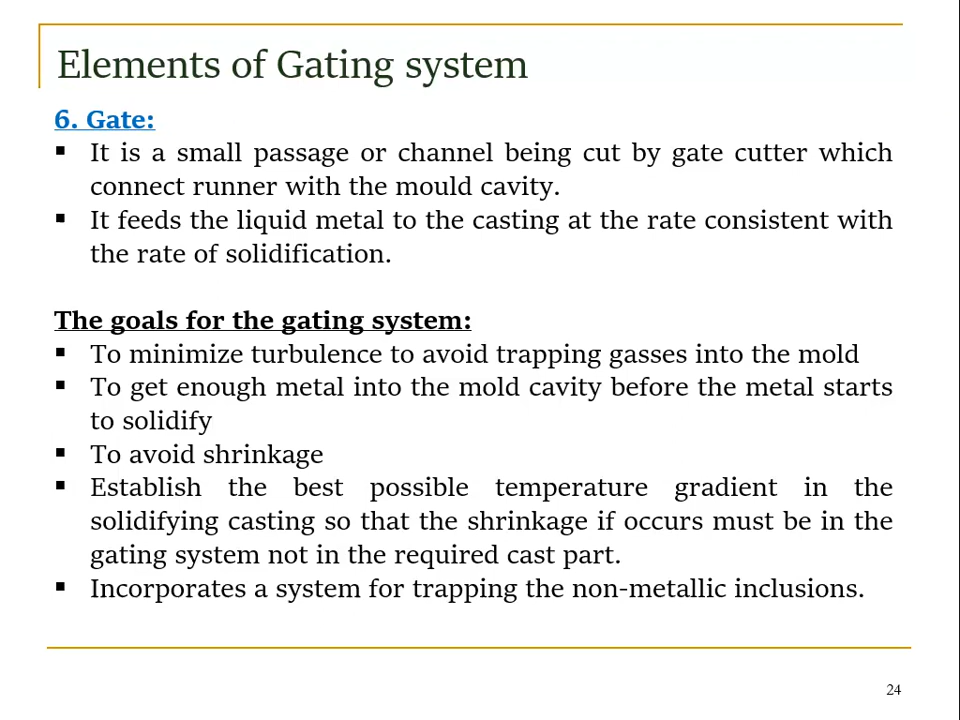 Elements of Gating system
6. Gate:
▪ It is a small passage or channel being cut by gate cutter which
connect runner with the mould cavity.
▪ It feeds the liquid metal to the casting at the rate consistent with
the rate of solidification.
The goals for the gating system:
▪ To minimize turbulence to avoid trapping gasses into the mold
▪ To get enough metal into the mold cavity before the metal starts
to solidify
▪ To avoid shrinkage
▪ Establish the best possible temperature gradient in the
solidifying casting so that the shrinkage if occurs must be in the
gating system not in the required cast part.
▪ Incorporates a system for trapping the non-metallic inclusions.
24